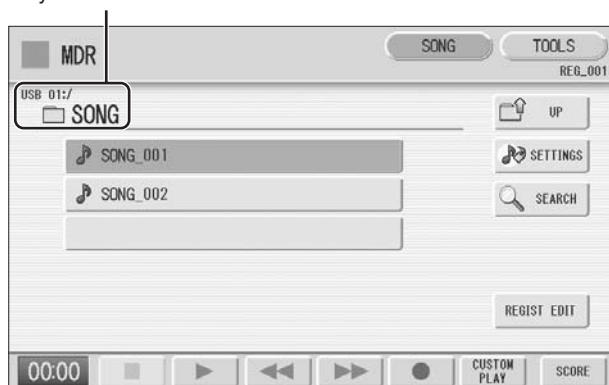 MDR
SONG
TOOLS
REG_001
USB 01:/
SONG
UP
SONG_001
SETTINGS
SONG_002
SEARCH
REGIST EDIT
00:00
CUSTOM
PLAY
SCORE